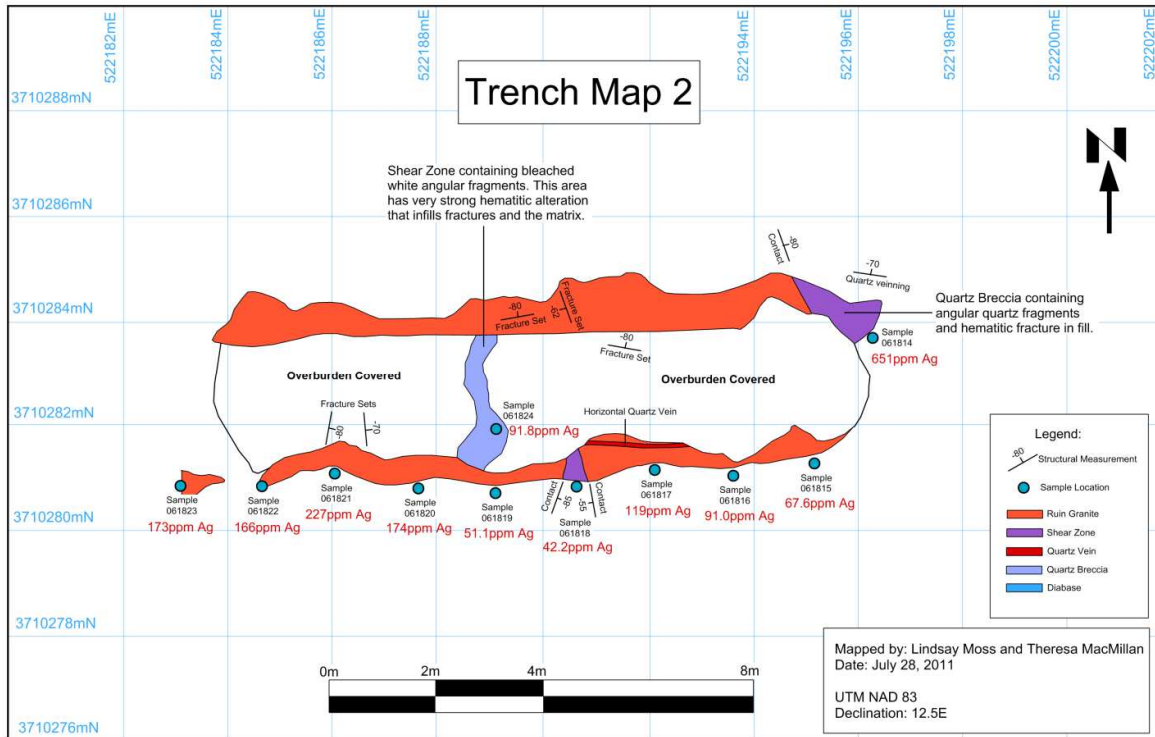 522182mE
522184mE
522186mE
522188mE
522194mE
522196mE
522198mE
522200mE
522202mE
Trench Map 2
3710288mN
3710286mN
3710284mN
3710282mN
3710280mN
3710278mN
3710276mN
N
Shear Zone containing bleached
white angular fragments. This area
has very strong hematitic alteration
that infills fractures and the matrix.
-80
Contact
-70
Quartz veinning
Quartz Breccia containing
angular quartz fragments
and hematitic fracture in fill.
-80
Fracture Set
-62
Fracture Set
-80
Fracture Set
Sample
061814
651ppm Ag
Overburden Covered
Overburden Covered
Fracture Sets
-80
-70
Sample
061824
91.8ppm Ag
Horizontal Quartz Vein
Sample
061823
173ppm Ag
Sample
061822
166ppm Ag
Sample
061821
227ppm Ag
Sample
061820
174ppm Ag
Sample
061819
51.1ppm Ag
Contact
-85
-55
Contact
Sample
061818
42.2ppm Ag
Sample
061817
119ppm Ag
Sample
061816
91.0ppm Ag
Sample
061815
67.6ppm Ag
Legend:
-80
Structural Measurement
Sample Location
Ruin Granite
Shear Zone
Quartz Vein
Quartz Breccia
Diabase
0m
2m
4m
8m
Mapped by: Lindsay Moss and Theresa MacMillan
Date: July 28, 2011
UTM NAD 83
Declination: 12.5E